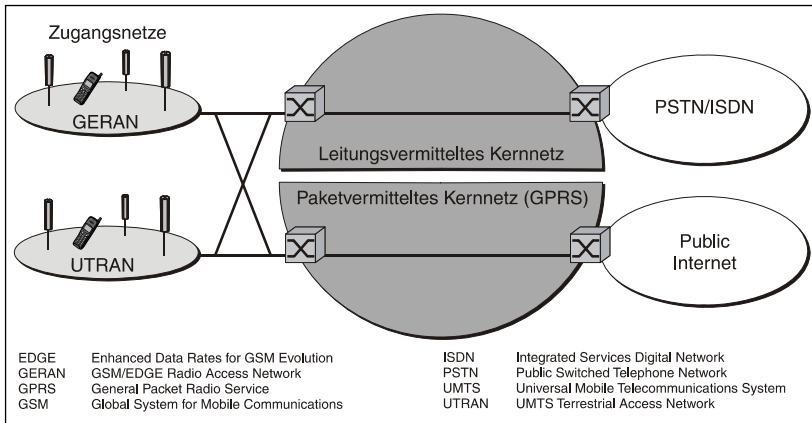 Zugangsnetze
GERAN
PSTN/ISDN
Leitungsvermitteltes Kernnetz
Paketvermitteltes Kernnetz (GPRS)
UTRAN
Public
Internet
EDGE Enhanced Data Rates for GSM Evolution
GERAN GSM/EDGE Radio Access Network
GPRS General Packet Radio Service
GSM Global System for Mobile Communications
ISDN Integrated Services Digital Network
PSTN Public Switched Telephone Network
UMTS Universal Mobile Telecommunications System
UTRAN UMTS Terrestrial Access Network